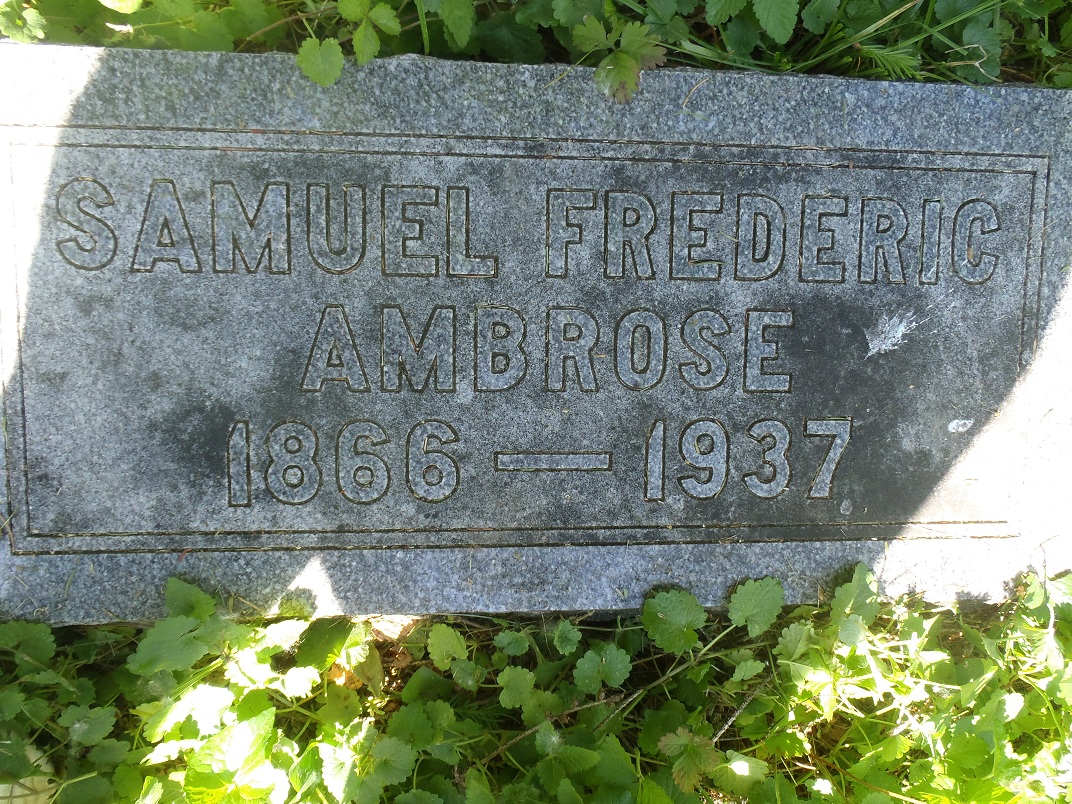 SAMUEL FREDERIC
AMBROSE
1866 — 1937